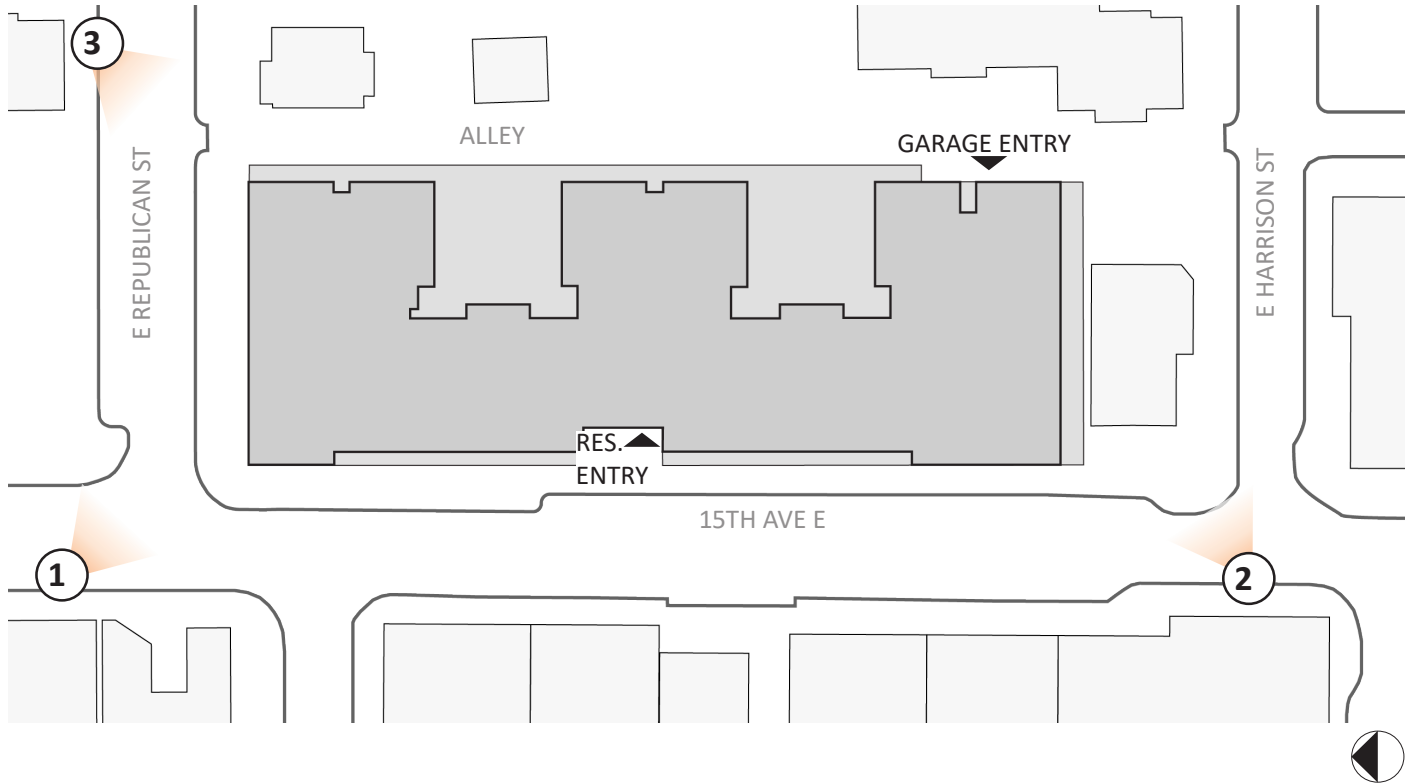 3
ALLEY
GARAGE ENTRY
E REPUBLICAN ST
E HARRISON ST
RES.
ENTRY
15TH AVE E
1
2